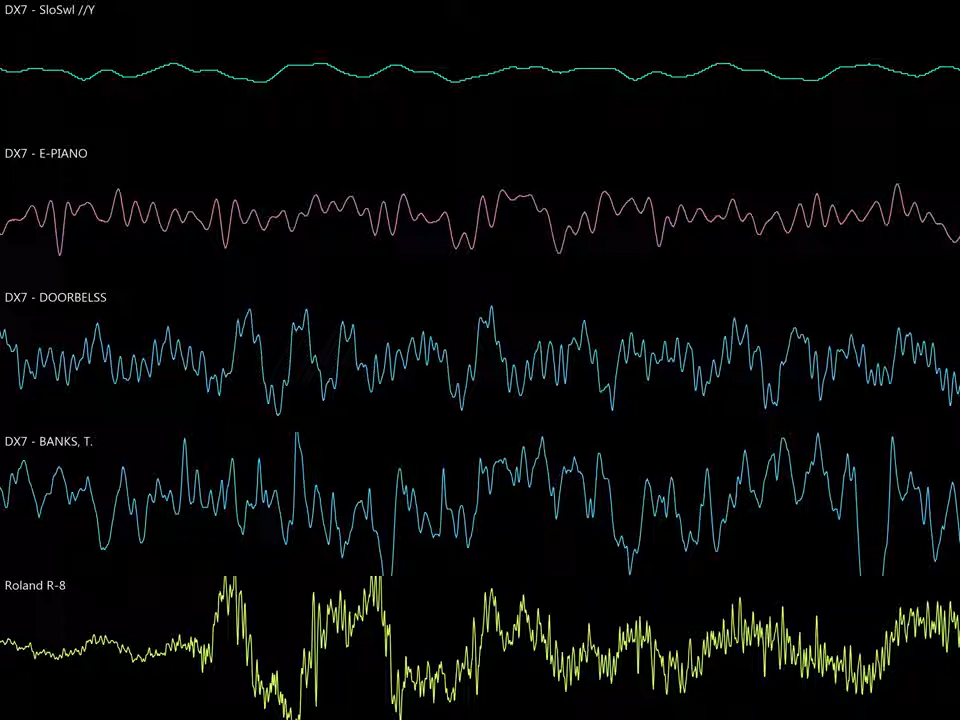 DX7 - SloSwl //Y
DX7 - E-PIANO
DX7 - DOORBELSS
DX7 - BANKS, T.
Roland R-8